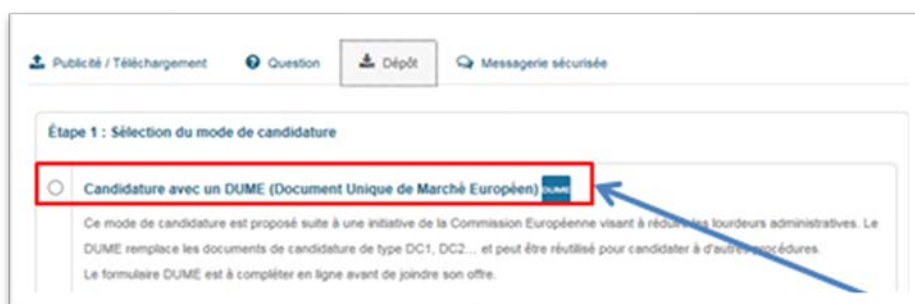 Publicité / Téléchargement Question Dépôt Messagerie sécurisée
Étape 1 : Sélection du mode de candidature
Candidature avec un DUME (Document Unique de Marché Européen) DUME
Ce mode de candidature est proposé suite à une initiative de la Commission Européenne visant à réduire les lourdeurs administratives. Le
DUME remplace les documents de candidature de type DC1, DC2... et peut être réutilisé pour candidater à d'autres procédures.
Le formulaire DUME est à compléter en ligne avant de joindre son offre.